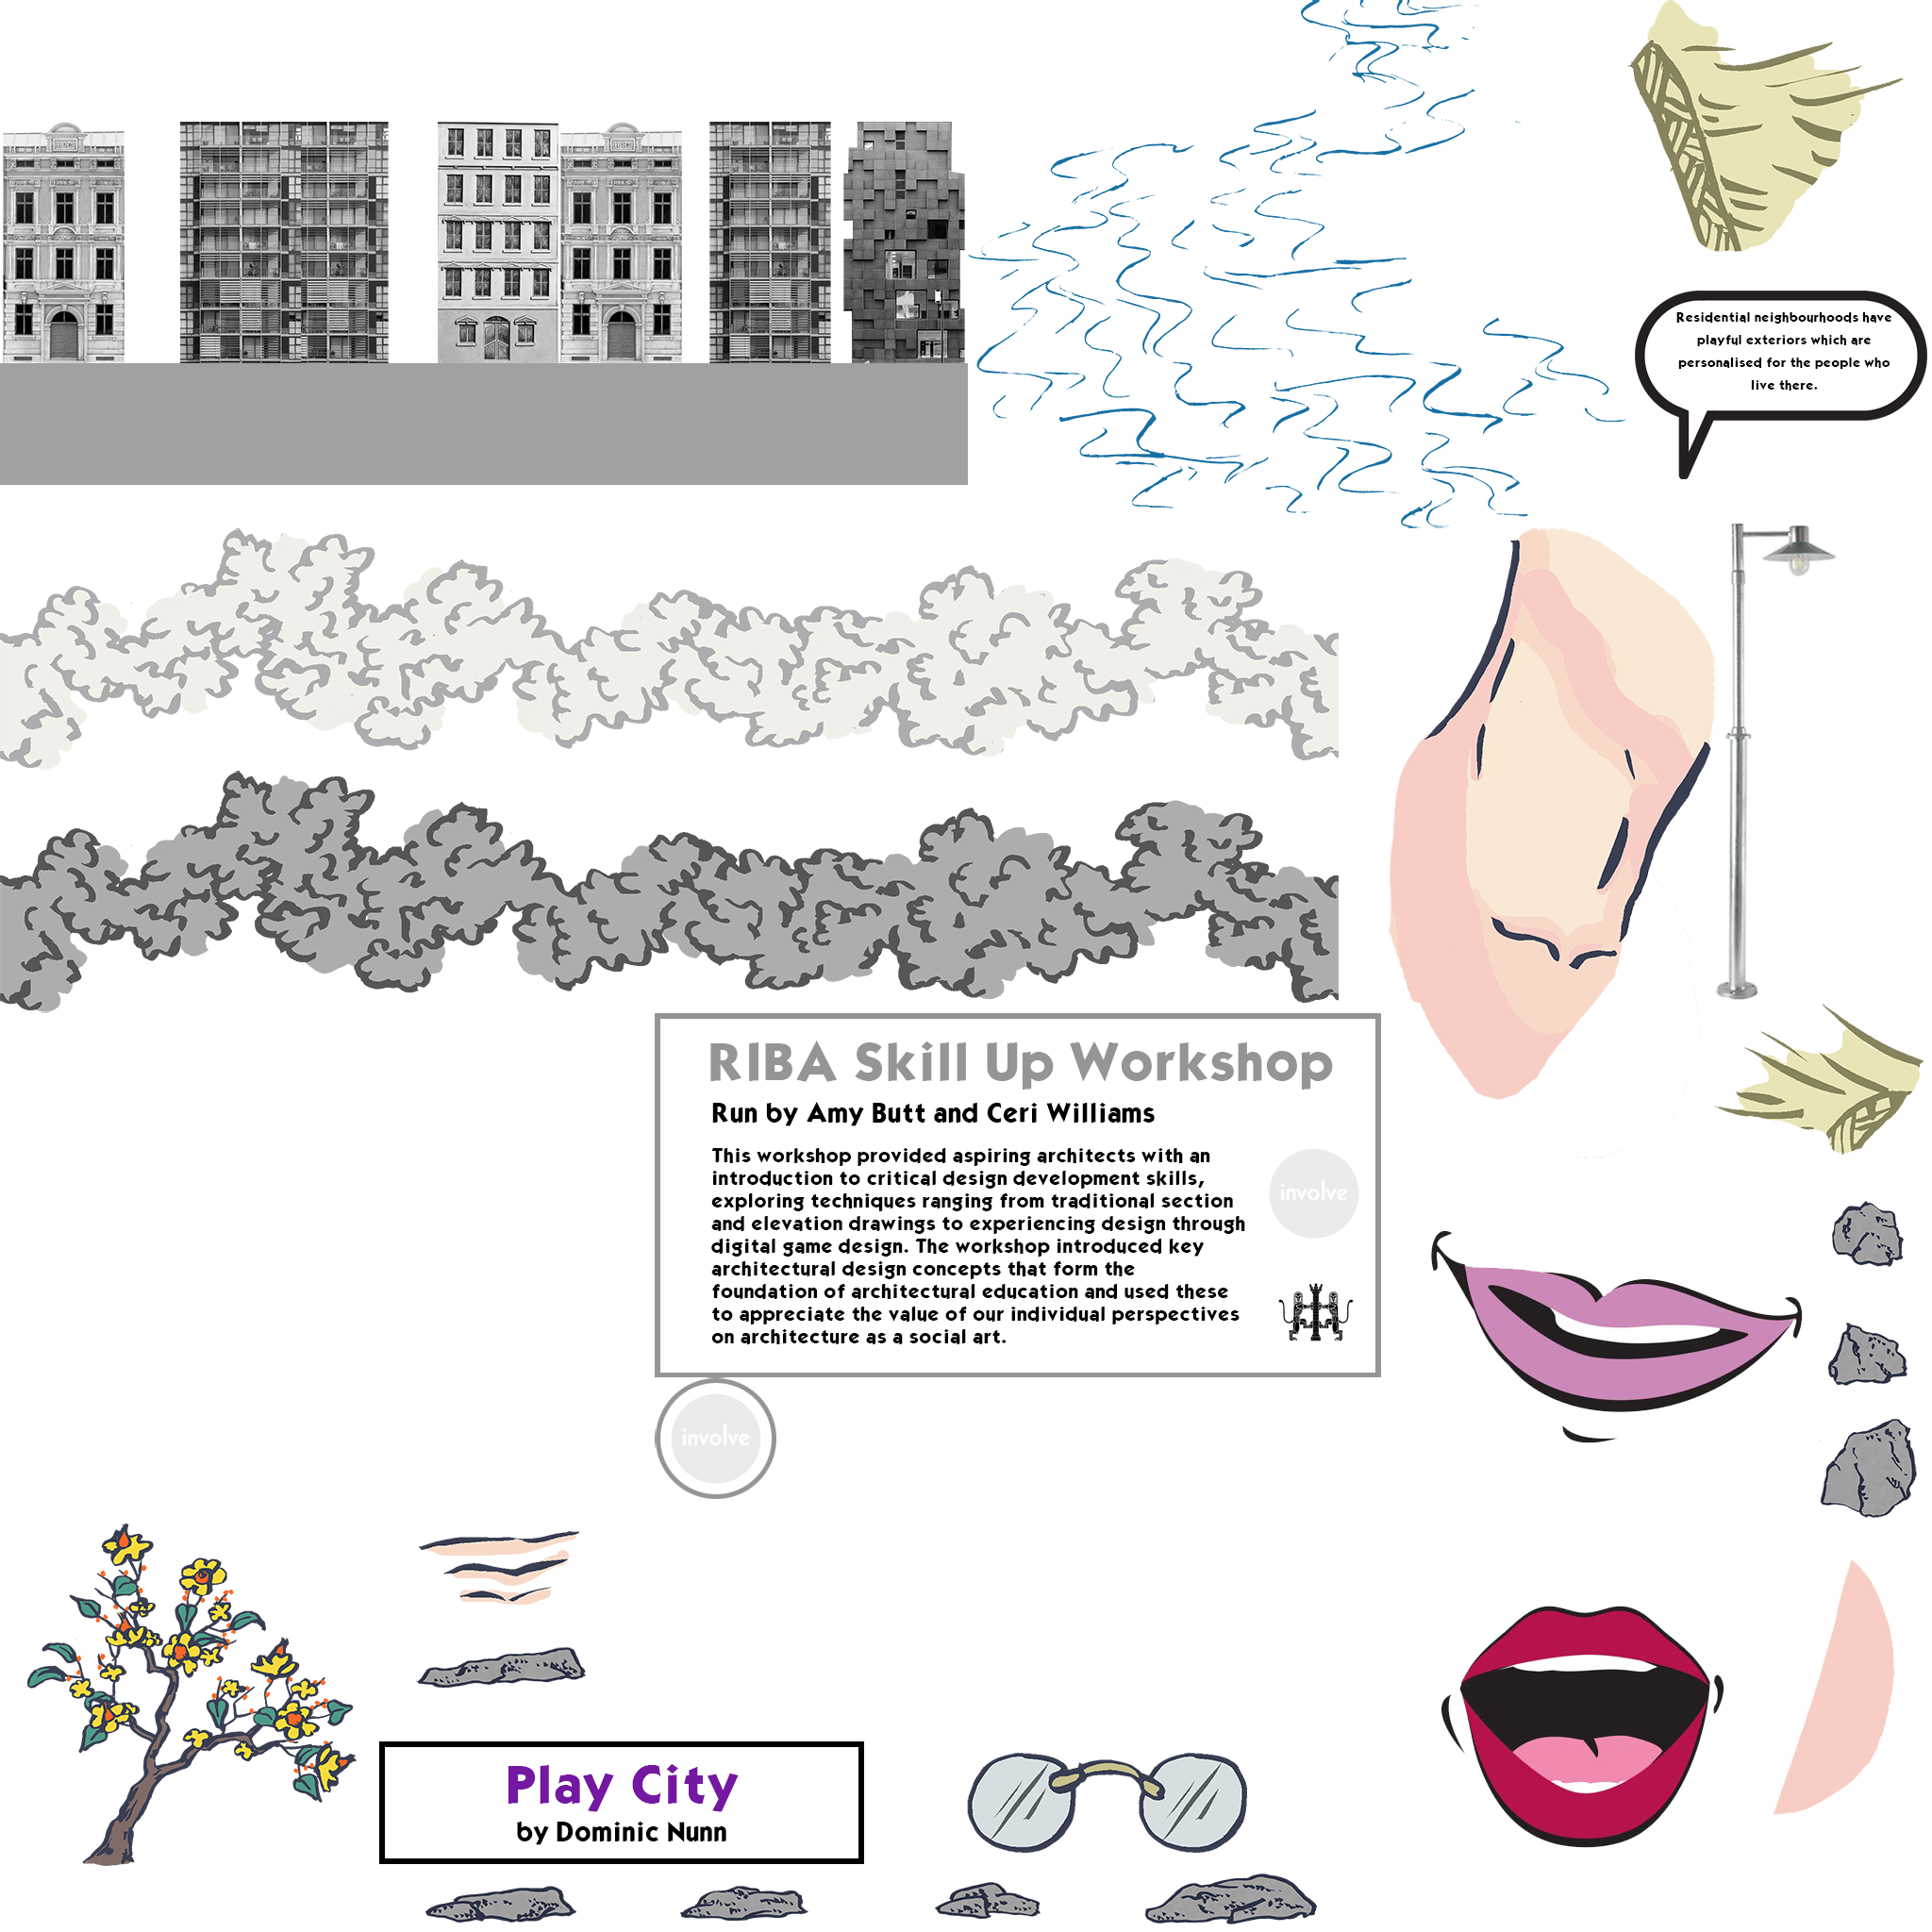 Residential neighbourhoods have
playful exteriors which are
personalised for the people who
live there.
RIBA Skill Up Workshop
Run by Amy Butt and Ceri Williams
This workshop provided aspiring architects with an
introduction to critical design development skills,
exploring techniques ranging from traditional section
and elevation drawings to experiencing design through
digital game design. The workshop introduced key
architectural design concepts that form the
foundation of architectural education and used these
to appreciate the value of our individual perspectives
on architecture as a social art.
involve
involve
Play City
by Dominic Nunn